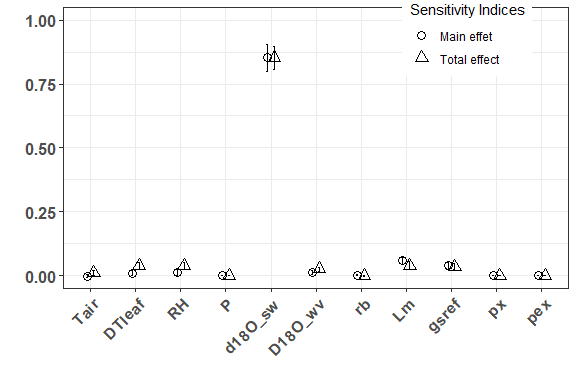 Sensitivity Indices
Main effet
Total effect
1.00
0.75
0.50
0.25
0.00
Tair
DTleaf
RH
P
d18O_sw
D18O_wv
rb
Lm
gsref
px
pex